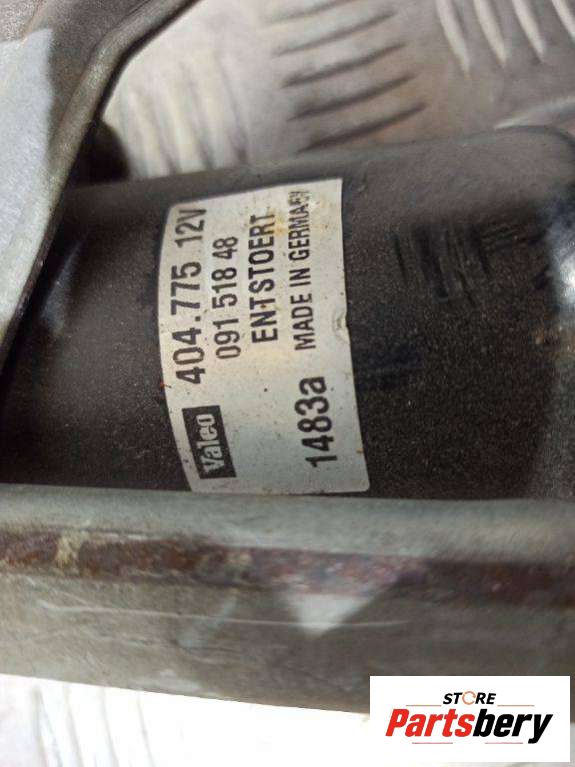 Valeo 404.775 12V
091 518 48
ENTSTOERT
1483a MADE IN GERMANY
STORE
Partsbery